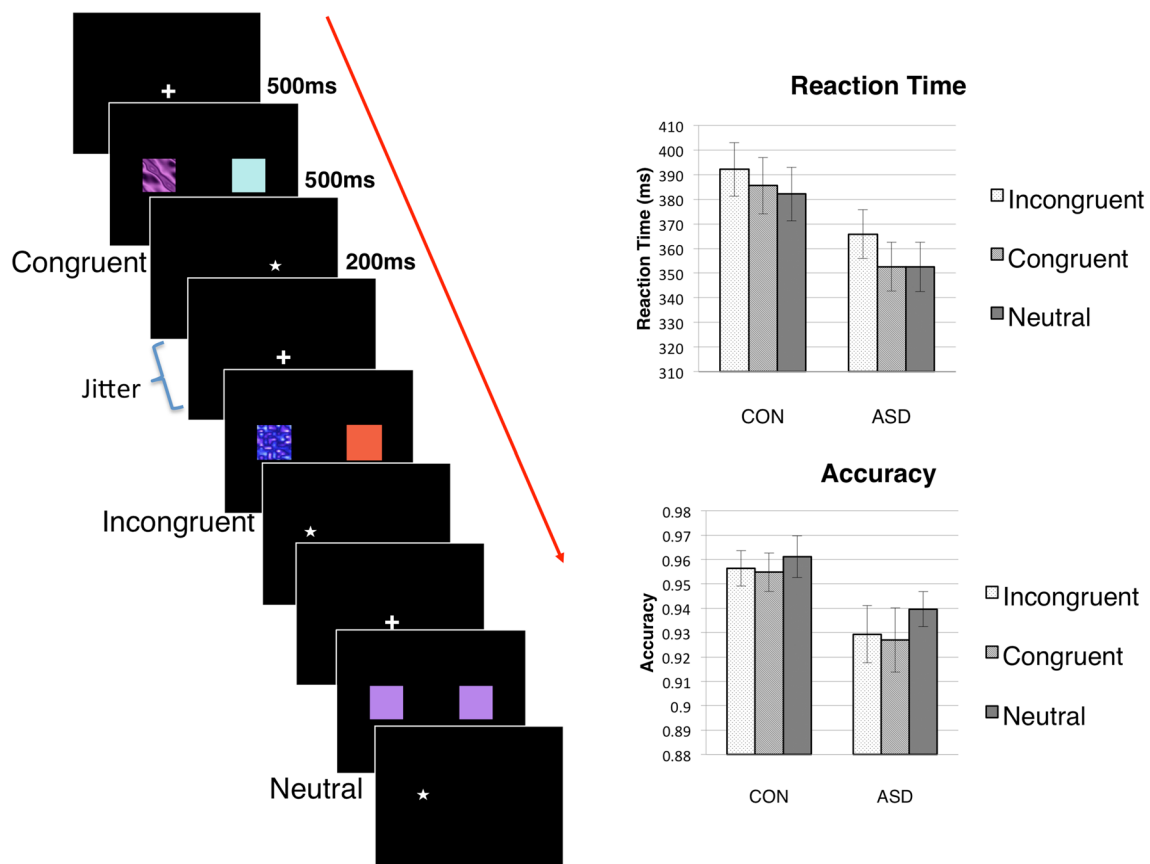 500ms
500ms
Congruent
200ms
Jitter
Incongruent
Neutral
Reaction Time
Reaction Time (ms)
410
400
390
380
370
360
350
340
330
320
310
CON
ASD
Incongruent
Congruent
Neutral
Accuracy
Accuracy
0.98
0.97
0.96
0.95
0.94
0.93
0.92
0.91
0.9
0.89
0.88
CON
ASD
Incongruent
Congruent
Neutral